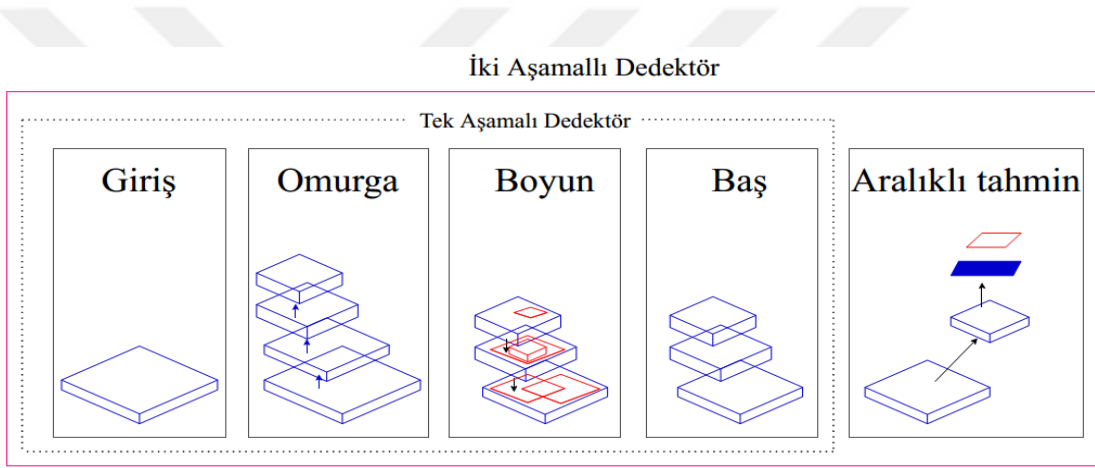 İki Aşamallı Dedektör
Tek Aşamalı Dedektör
Giriş
Omurga
Boyun
Baş
Aralıklı tahmin